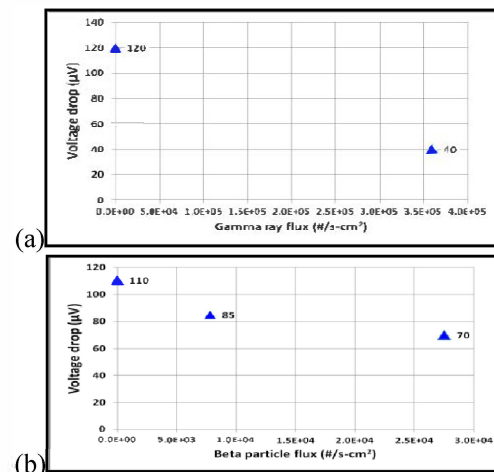 140
120
120
100
80
60
40
40
20
0
0.0E+00 5.0E+04 1.0E+05 1.5E+05 2.0E+05 2.5E+05 3.0E+05 3.5E+05 4.0E+05
Voltage drop (µV)
Gamma ray flux (#/s-cm²)
(a)
120
110
100
85
80
70
60
40
20
0
0.0E+00 5.0E+03 1.0E+04 1.5E+04 2.0E+04 2.5E+04 3.0E+04
Voltage drop (µV)
Beta particle flux (#/s-cm²)
(b)